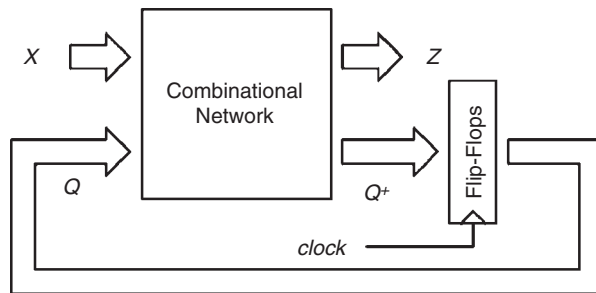 X
Combinational
Network
Z
Flip-Flops
Q
Q+
clock